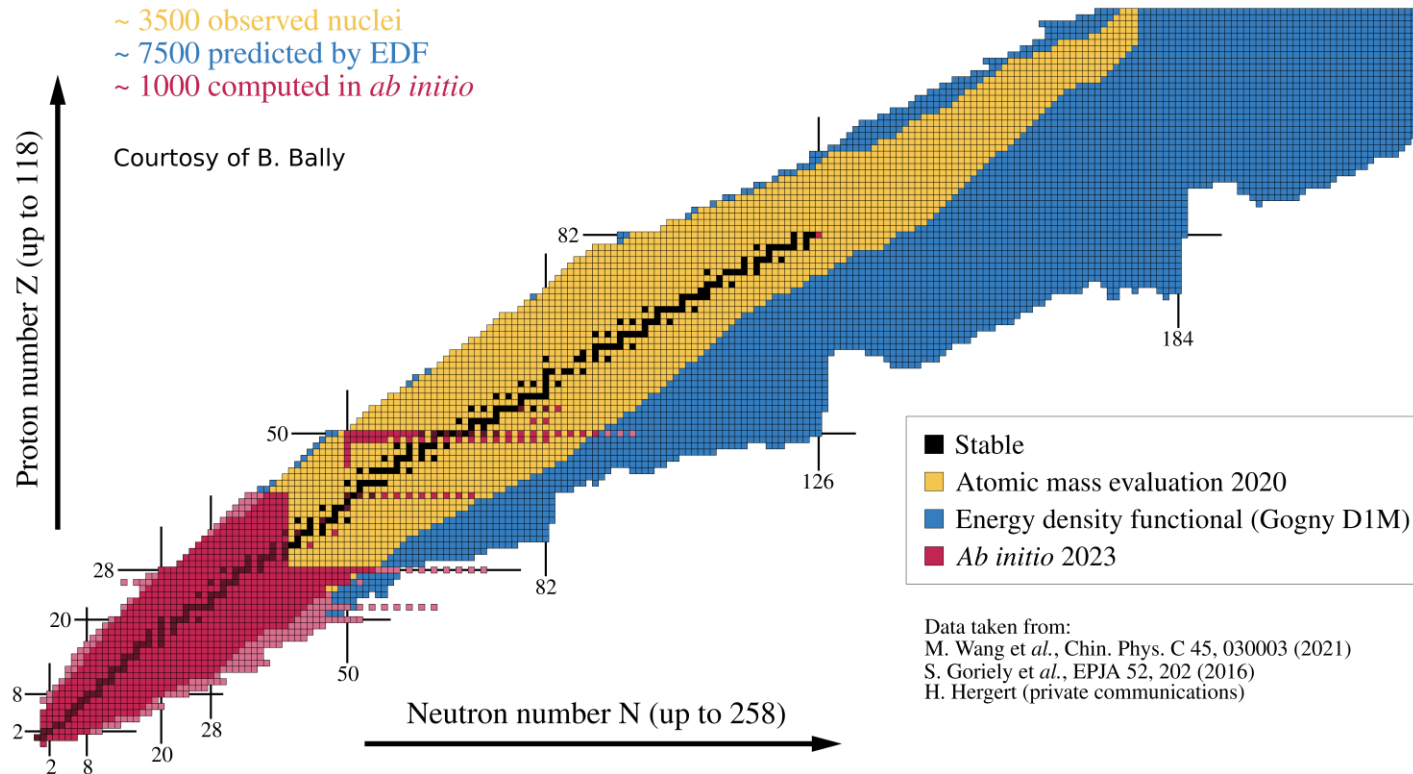 ~ 3500 observed nuclei
~ 7500 predicted by EDF
~ 1000 computed in ab initio
Courtosy of B. Bally
Proton number Z (up to 118)
82
50
28
20
8
2
2
8
20
28
50
82
126
184
Neutron number N (up to 258)
Stable
Atomic mass evaluation 2020
Energy density functional (Gogny D1M)
Ab initio 2023
Data taken from:
M. Wang et al., Chin. Phys. C 45, 030003 (2021)
S. Goriely et al., EPJA 52, 202 (2016)
H. Hergert (private communications)